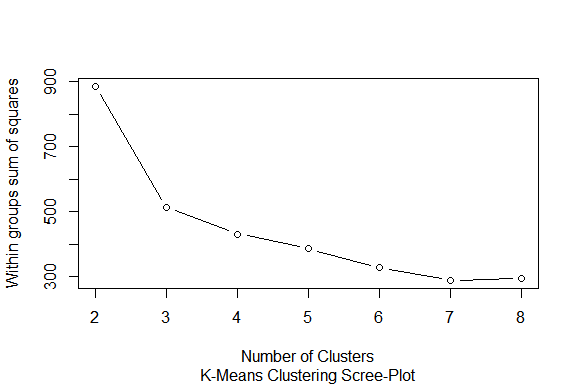 Within groups sum of squares
900
700
500
300
2 3 4 5 6 7 8
Number of Clusters
K-Means Clustering Scree-Plot